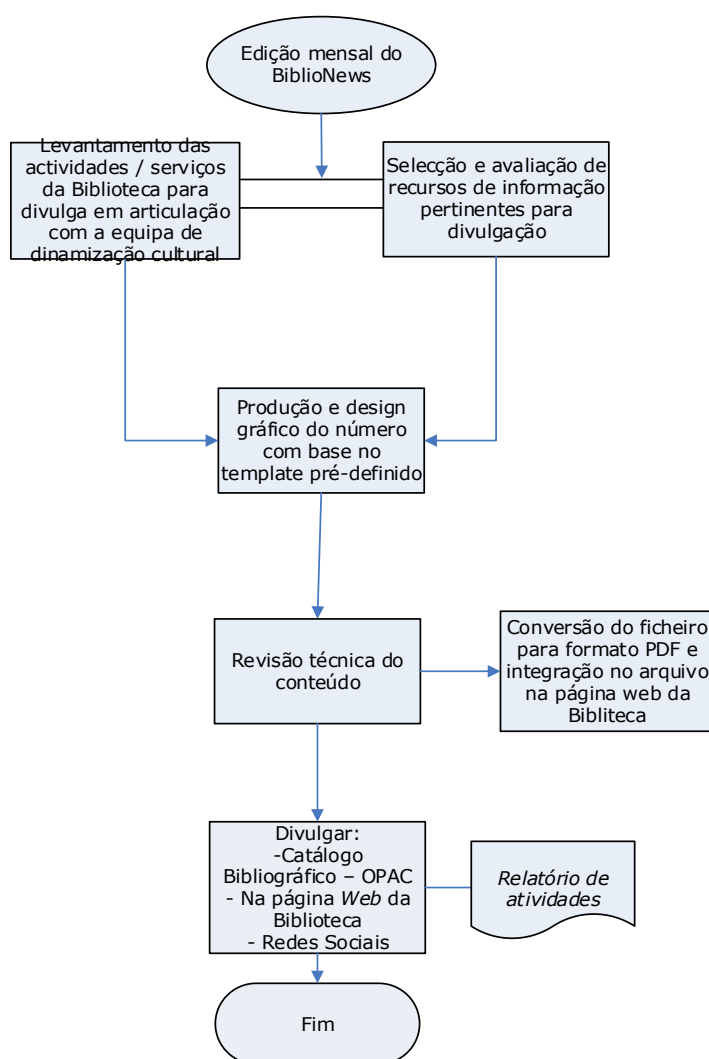 Edição mensal do
BiblioNews
Levantamento das
actividades / serviços
da Biblioteca para
divulga em articulação
com a equipa de
dinamização cultural
Selecção e avaliação de
recursos de informação
pertinentes para
divulgação
Produção e design
gráfico do número
com base no
template pré-definido
Revisão técnica do
conteúdo
Conversão do ficheiro
para formato PDF e
integração no arquivo
na página web da
Bibliteca
Divulgar:
-Catálogo
Bibliográfico – OPAC
- Na página Web da
Biblioteca
- Redes Sociais
Relatório de
atividades
Fim